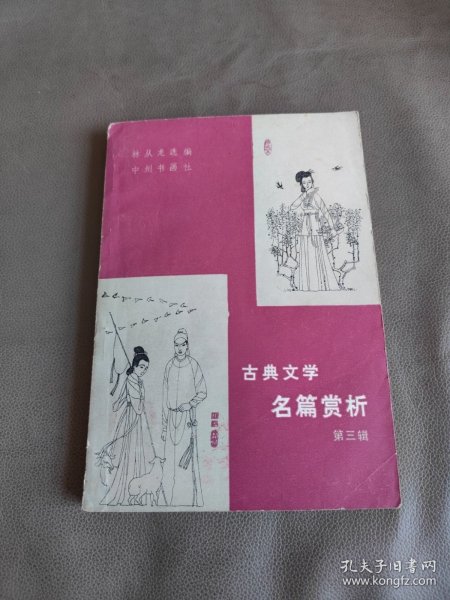 林从龙选编
中州书画社
古典文学
名篇赏析
第三辑
孔夫子旧书网
www.kongfz.com